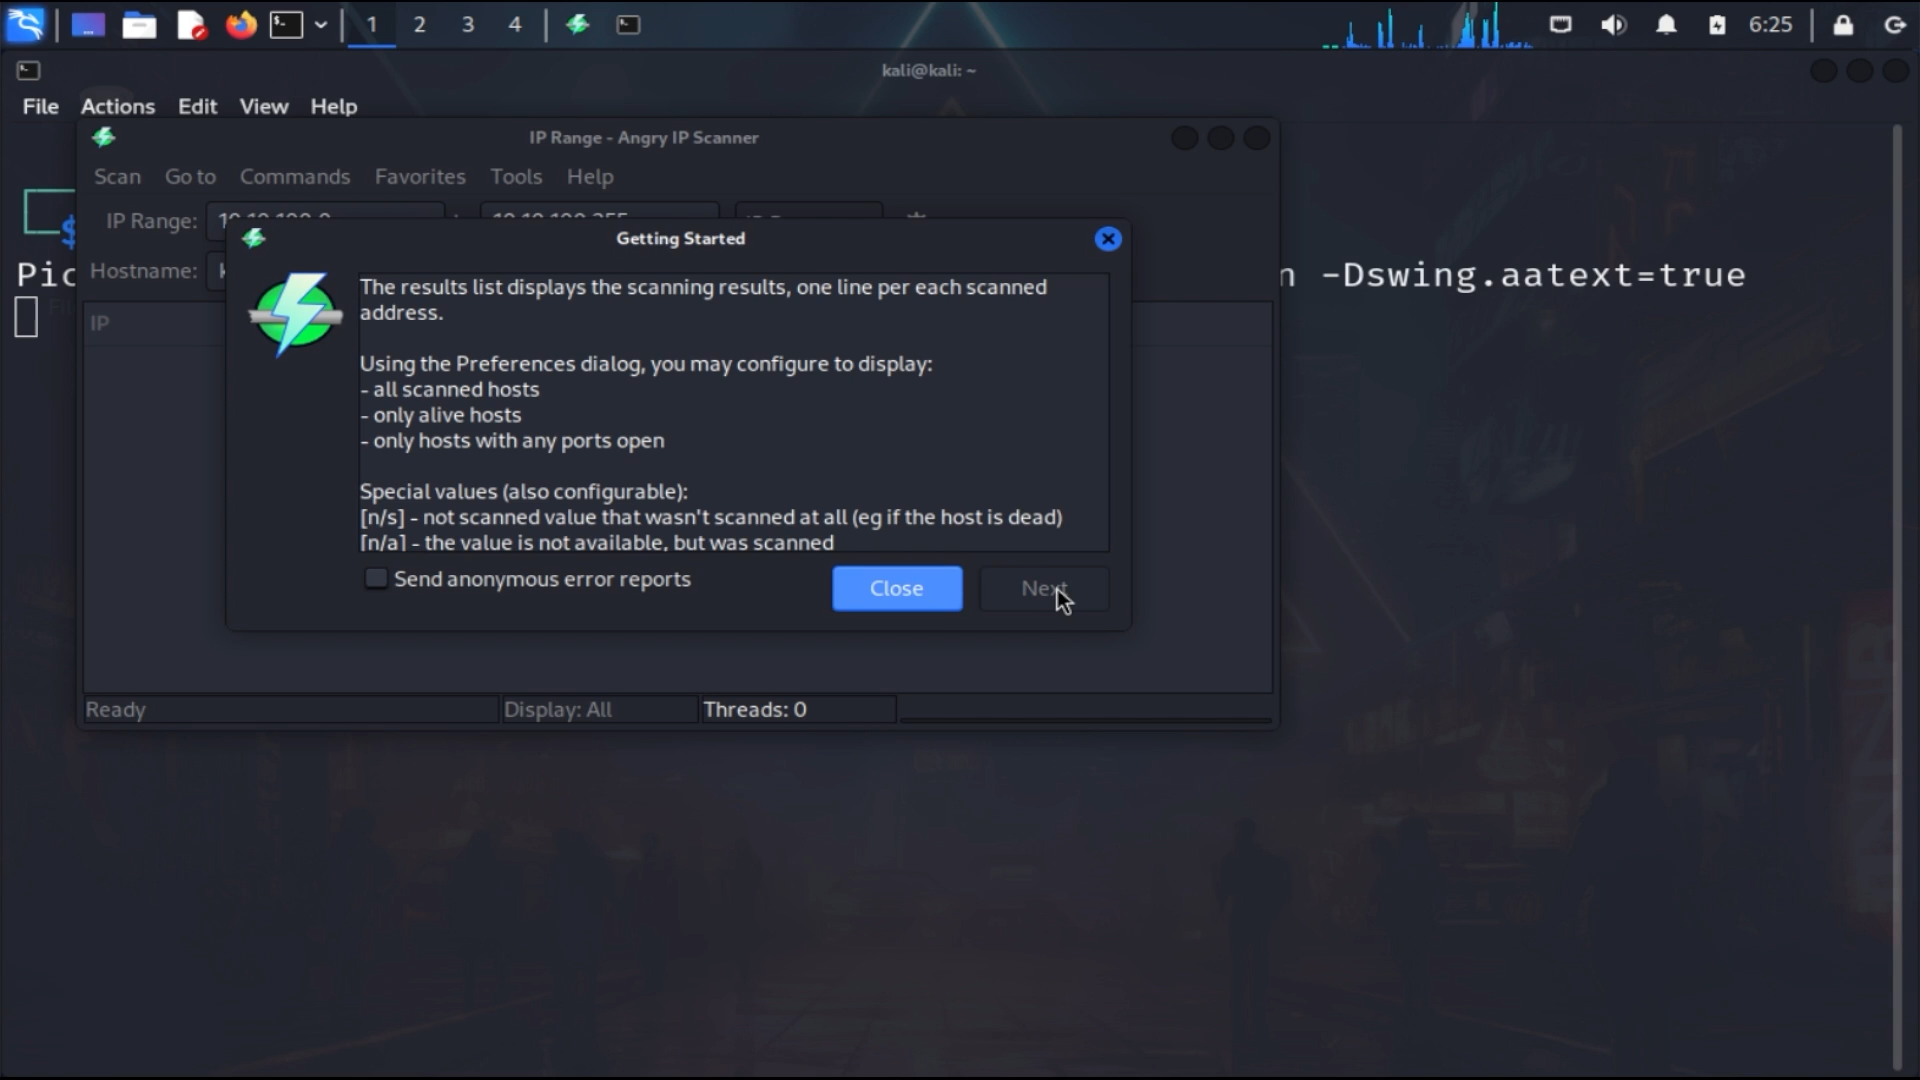 1 2 3 4 6:25
kali@kali: ~
File Actions Edit View Help
IP Range - Angry IP Scanner
Scan Go to Commands Favorites Tools Help
IP Range:
Getting Started
Hostname:
Pic
n -Dswing.aatext=true
IP
The results list displays the scanning results, one line per each scanned
address.
Using the Preferences dialog, you may configure to display:
- all scanned hosts
- only alive hosts
- only hosts with any ports open
Special values (also configurable):
[n/s] - not scanned value that wasn't scanned at all (eg if the host is dead)
[n/a] - the value is not available, but was scanned
Send anonymous error reports
Close Next
Ready Display: All Threads: 0